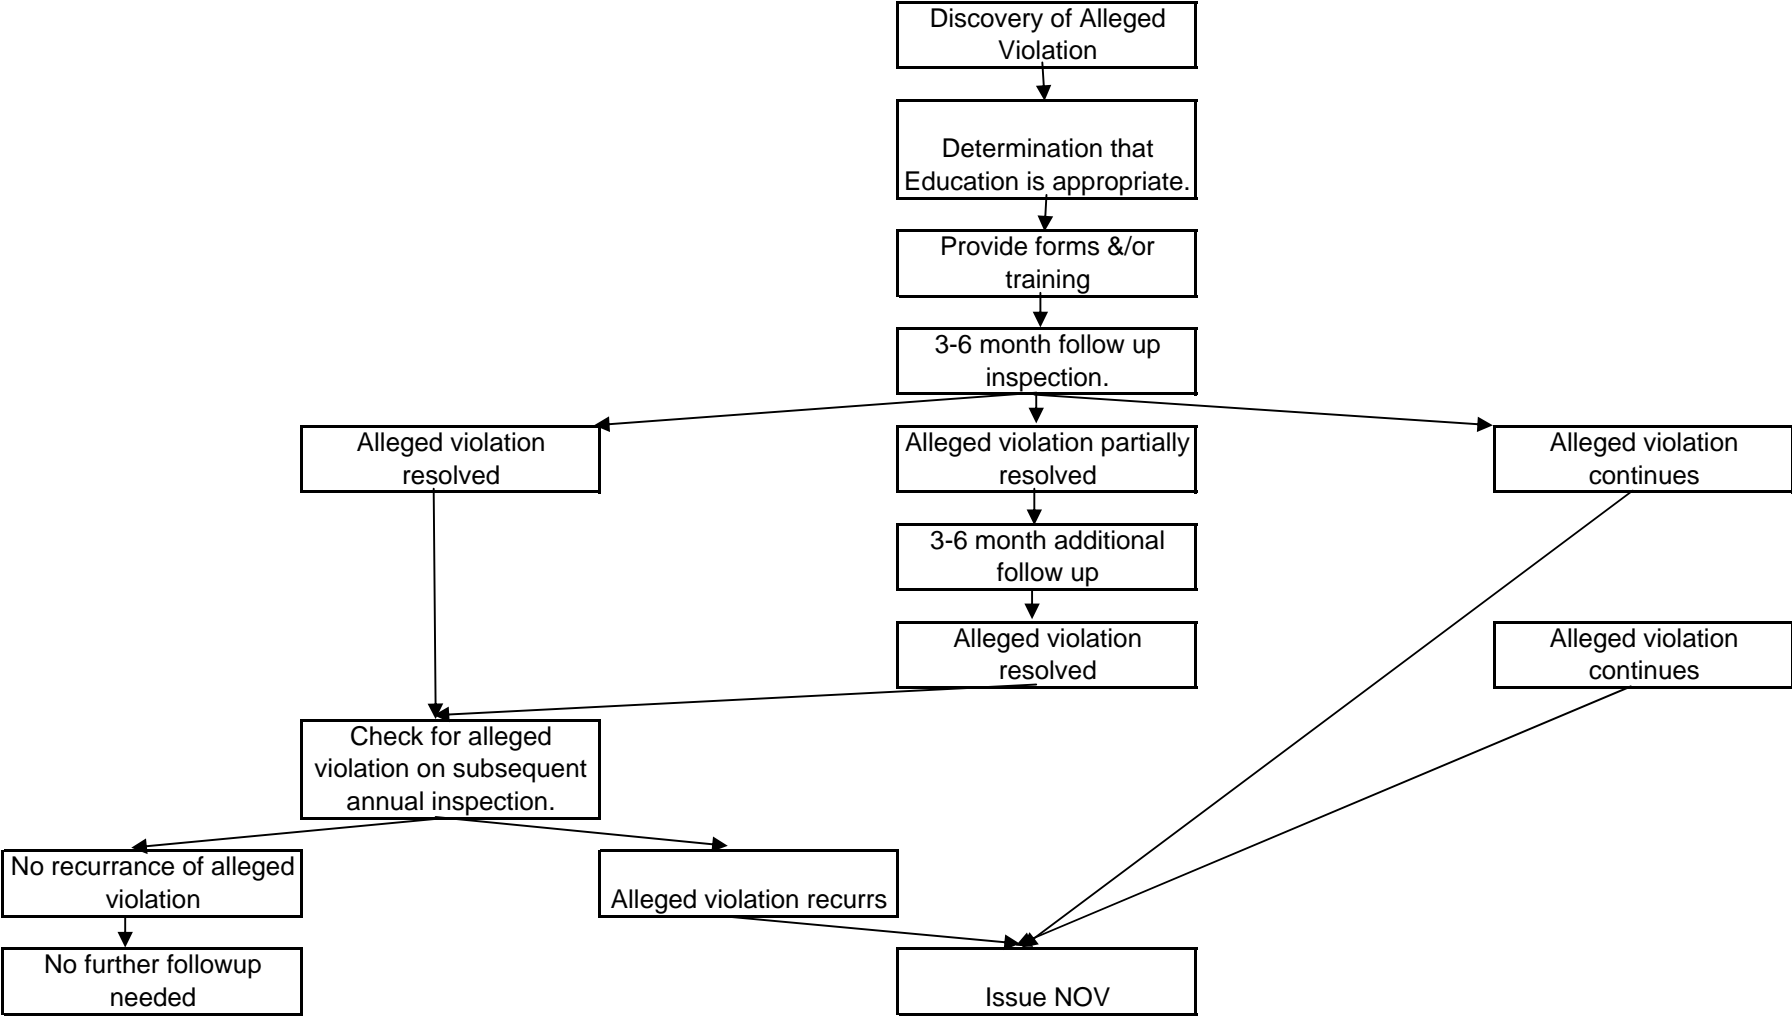 Discovery of Alleged
Violation
Determination that
Education is appropriate.
Provide forms &/or
training
3-6 month follow up
inspection.
Alleged violation
resolved
Alleged violation partially
resolved
Alleged violation
continues
3-6 month additional
follow up
Alleged violation
resolved
Alleged violation
continues
Check for alleged
violation on subsequent
annual inspection.
No recurrance of alleged
violation
Alleged violation recurrs
No further followup
needed
Issue NOV